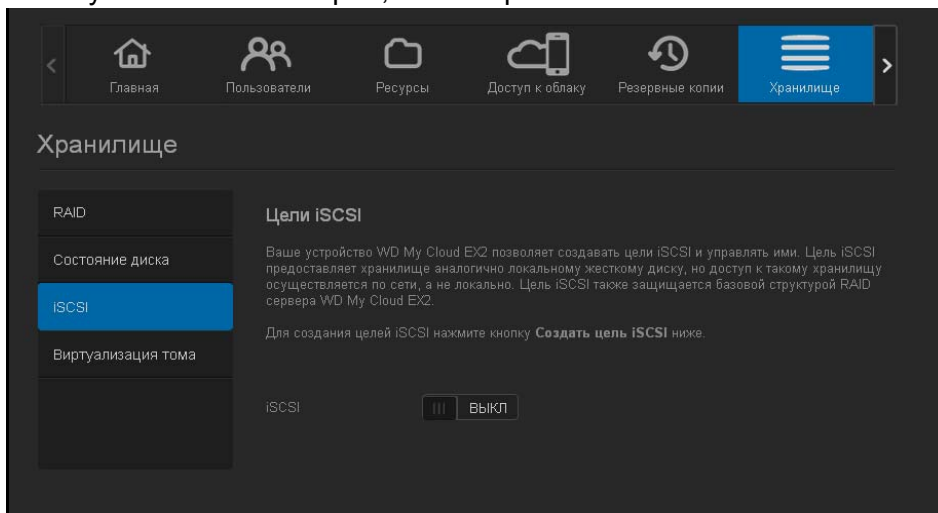 Главная
Пользователи
Ресурсы
Доступ к облаку
Резервные копии
Хранилище
Хранилище
RAID
Состояние диска
iSCSI
Виртуализация тома
Цели iSCSI
Ваше устройство WD My Cloud EX2 позволяет создавать цели iSCSI и управлять ими. Цель iSCSI
предоставляет хранилище аналогично локальному жесткому диску, но доступ к такому хранилищу
осуществляется по сети, а не локально. Цель iSCSI также защищается базовой структурой RAID
сервера WD My Cloud EX2.
Для создания целей iSCSI нажмите кнопку Создать цель iSCSI ниже.
iSCSI
ВЫКЛ